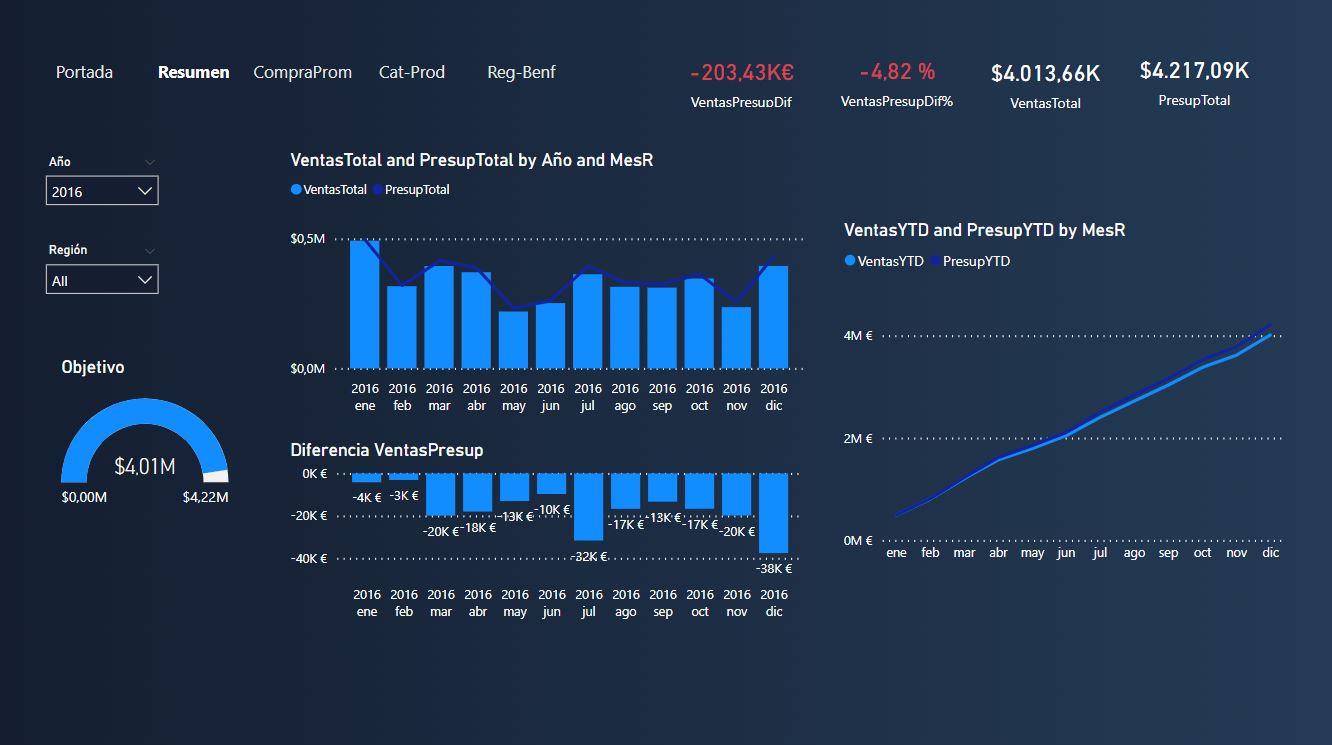 Portada Resumen CompraProm Cat-Prod Reg-Benf
-203,43K€
VentasPresupDif
-4,82 %
VentasPresupDif%
$4.013,66K
VentasTotal
$4.217,09K
PresupTotal
Año
2016
Región
All
Objetivo
$4,01M
$0,00M $4,22M
VentasTotal and PresupTotal by Año and MesR
VentasTotal PresupTotal
$0,5M
$0,0M
2016 2016 2016 2016 2016 2016 2016 2016 2016 2016 2016 2016
ene feb mar abr may jun jul ago sep oct nov dic
Diferencia VentasPresup
0K €
-20K €
-40K €
-4K € -3K € -20K € -18K € -13K € -10K € -32K € -17K € -13K € -17K € -20K € -38K €
2016 2016 2016 2016 2016 2016 2016 2016 2016 2016 2016 2016
ene feb mar abr may jun jul ago sep oct nov dic
VentasYTD and PresupYTD by MesR
VentasYTD PresupYTD
4M €
2M €
0M €
ene feb mar abr may jun jul ago sep oct nov dic